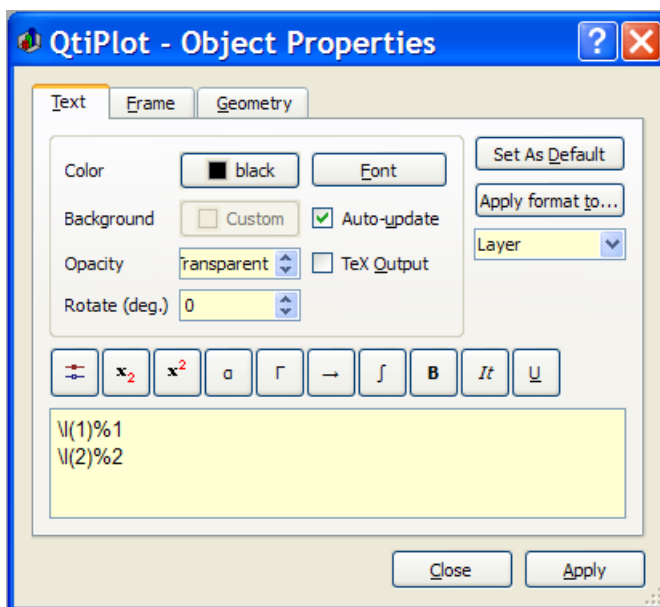 QtiPlot - Object Properties
?
Text Frame Geometry
Color black Font
Set As Default
Background Custom Auto-update
Apply format to...
Opacity Transparent TeX Output
Layer
Rotate (deg.) 0
x₂ x² α Γ → ∫ B It U
\l(1)%1
\l(2)%2
Close Apply